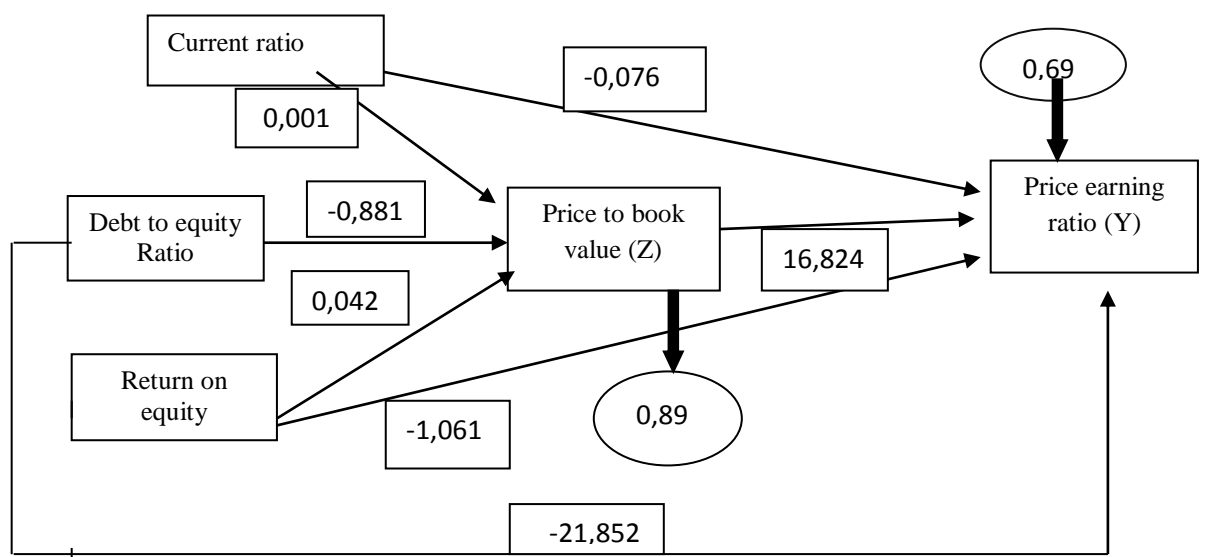 Current ratio
-0,076
0,69
0,001
Debt to equity
Ratio
-0,881
Price to book
value (Z)
Price earning
ratio (Y)
16,824
0,042
Return on
equity
-1,061
0,89
-21,852